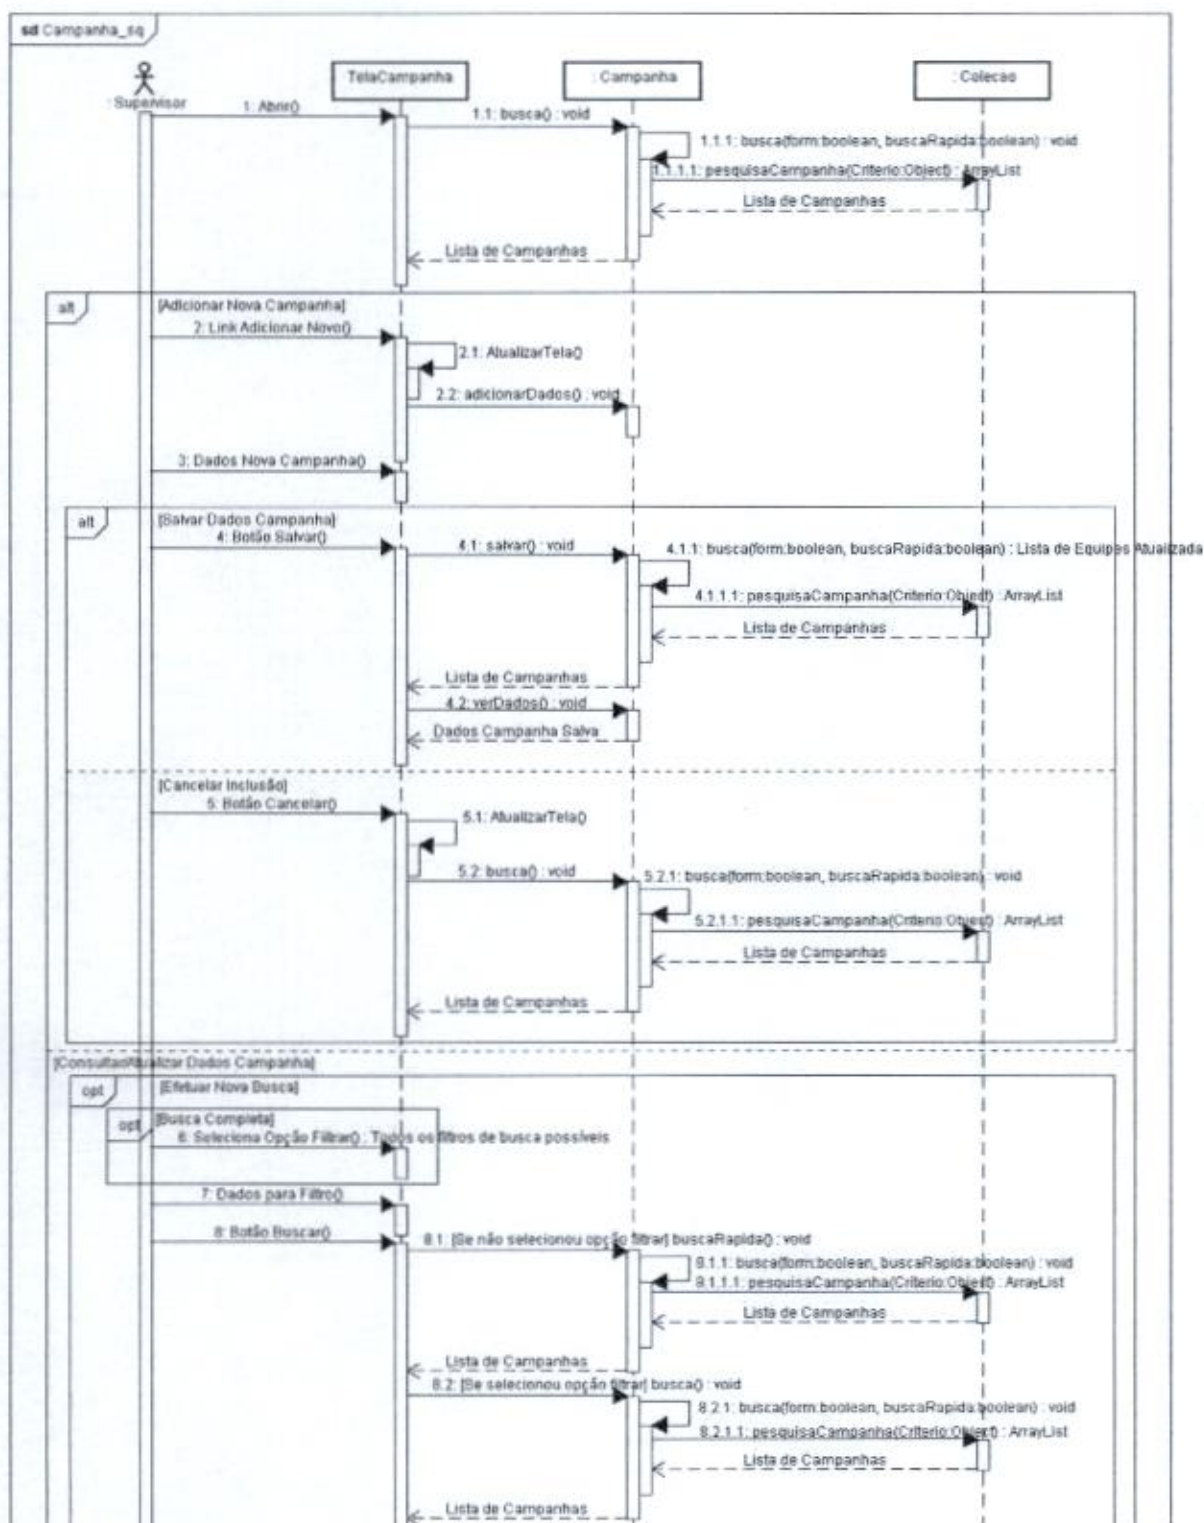 sd Campanha_sq
: Supervisor
TelaCampanha
: Campanha
: Colecao
1: Abrir()
1.1: busca() : void
1.1.1: busca(form:boolean, buscaRapida:boolean) : void
1.1.1.1: pesquisaCampanha(Criterio:Object) : ArrayList
Lista de Campanhas
Lista de Campanhas
alt
[Adicionar Nova Campanha]
2: Link Adicionar Novo()
2.1: AtualizarTela()
2.2: adicionarDados() : void
3: Dados Nova Campanha()
alt
[Salvar Dados Campanha]
4: Botão Salvar()
4.1: salvar() : void
4.1.1: busca(form:boolean, buscaRapida:boolean) : Lista de Equipes Atualizada
4.1.1.1: pesquisaCampanha(Criterio:Object) : ArrayList
Lista de Campanhas
Lista de Campanhas
4.2: verDados() : void
Dados Campanha Salva
[Cancelar Inclusão]
5: Botão Cancelar()
5.1: AtualizarTela()
5.2: busca() : void
5.2.1: busca(form:boolean, buscaRapida:boolean) : void
5.2.1.1: pesquisaCampanha(Criterio:Object) : ArrayList
Lista de Campanhas
Lista de Campanhas
[Consultar/Atualizar Dados Campanha]
opt
[Efetuar Nova Busca]
opt
[Busca Completa]
6: Seleciona Opção Filtrar() : Todos os filtros de busca possíveis
7: Dados para Filtro()
8: Botão Buscar()
8.1: [Se não selecionou opção filtrar] buscaRapida() : void
8.1.1: busca(form:boolean, buscaRapida:boolean) : void
8.1.1.1: pesquisaCampanha(Criterio:Object) : ArrayList
Lista de Campanhas
Lista de Campanhas
8.2: [Se selecionou opção filtrar] busca() : void
8.2.1: busca(form:boolean, buscaRapida:boolean) : void
8.2.1.1: pesquisaCampanha(Criterio:Object) : ArrayList
Lista de Campanhas
Lista de Campanhas